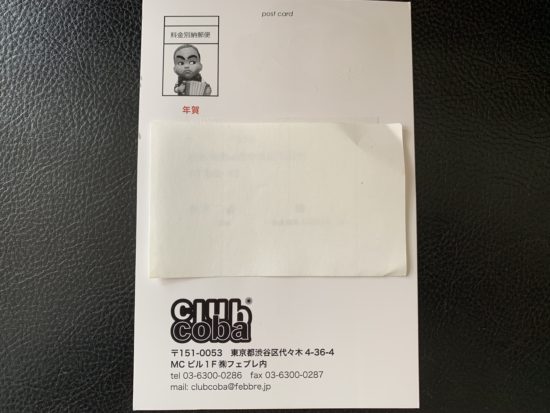 post card
料金別納郵便
年賀
club
coba
〒151-0053 東京都渋谷区代々木 4-36-4
MC ビル 1 F ㈱フェブレ内
tel 03-6300-0286 fax 03-6300-0287
mail: clubcoba@febbre.jp